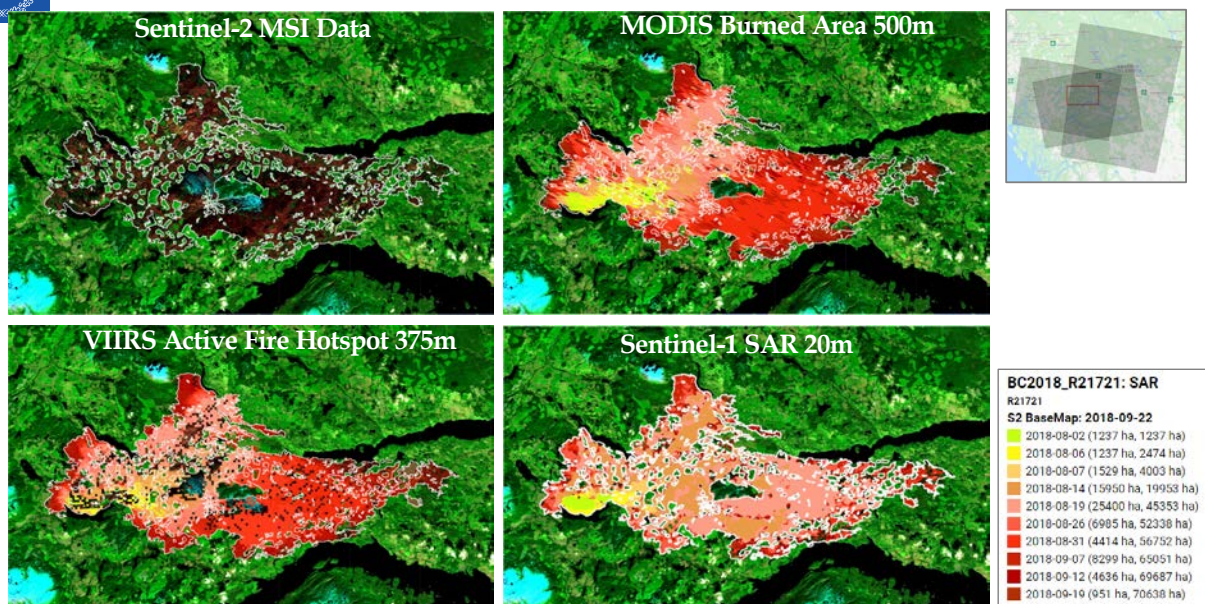 Sentinel-2 MSI Data
MODIS Burned Area 500m
VIIRS Active Fire Hotspot 375m
Sentinel-1 SAR 20m
BC2018_R21721: SAR
R21721
S2 BaseMap: 2018-09-22
2018-08-02 (1237 ha, 1237 ha)
2018-08-06 (1237 ha, 2474 ha)
2018-08-07 (1529 ha, 4003 ha)
2018-08-14 (15950 ha, 19953 ha)
2018-08-19 (25400 ha, 45353 ha)
2018-08-26 (6985 ha, 52338 ha)
2018-08-31 (4414 ha, 56752 ha)
2018-09-07 (8299 ha, 65051 ha)
2018-09-12 (4636 ha, 69687 ha)
2018-09-19 (951 ha, 70638 ha)